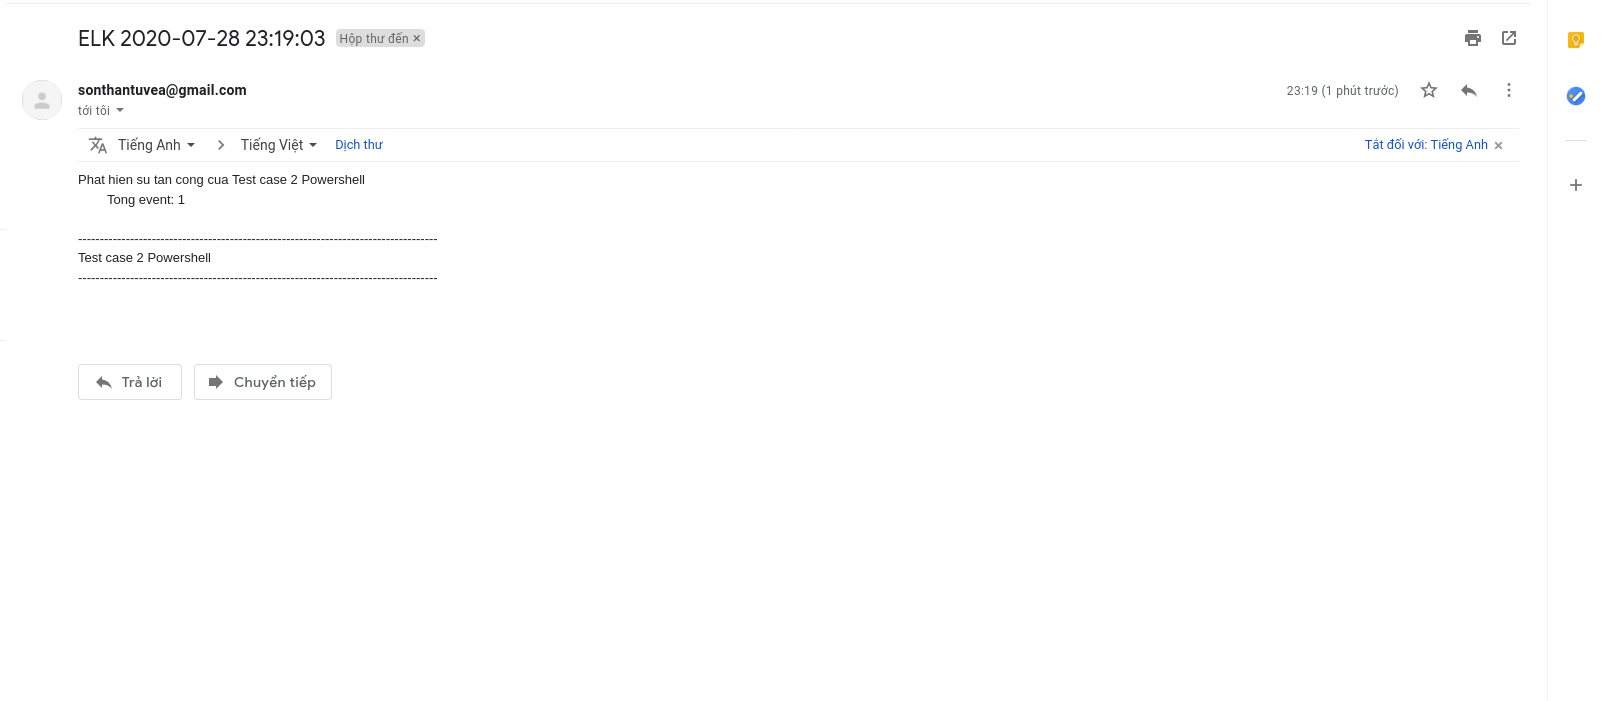 ELK 2020-07-28 23:19:03 Hộp thư đến ×
sonthantuvea@gmail.com 23:19 (1 phút trước)
tới tôi
Tiếng Anh > Tiếng Việt Dịch thư Tắt đối với: Tiếng Anh ×
Phat hien su tan cong cua Test case 2 Powershell
Tong event: 1
-----------------------------------------------------------------------------------
Test case 2 Powershell
-----------------------------------------------------------------------------------
Trả lời Chuyển tiếp